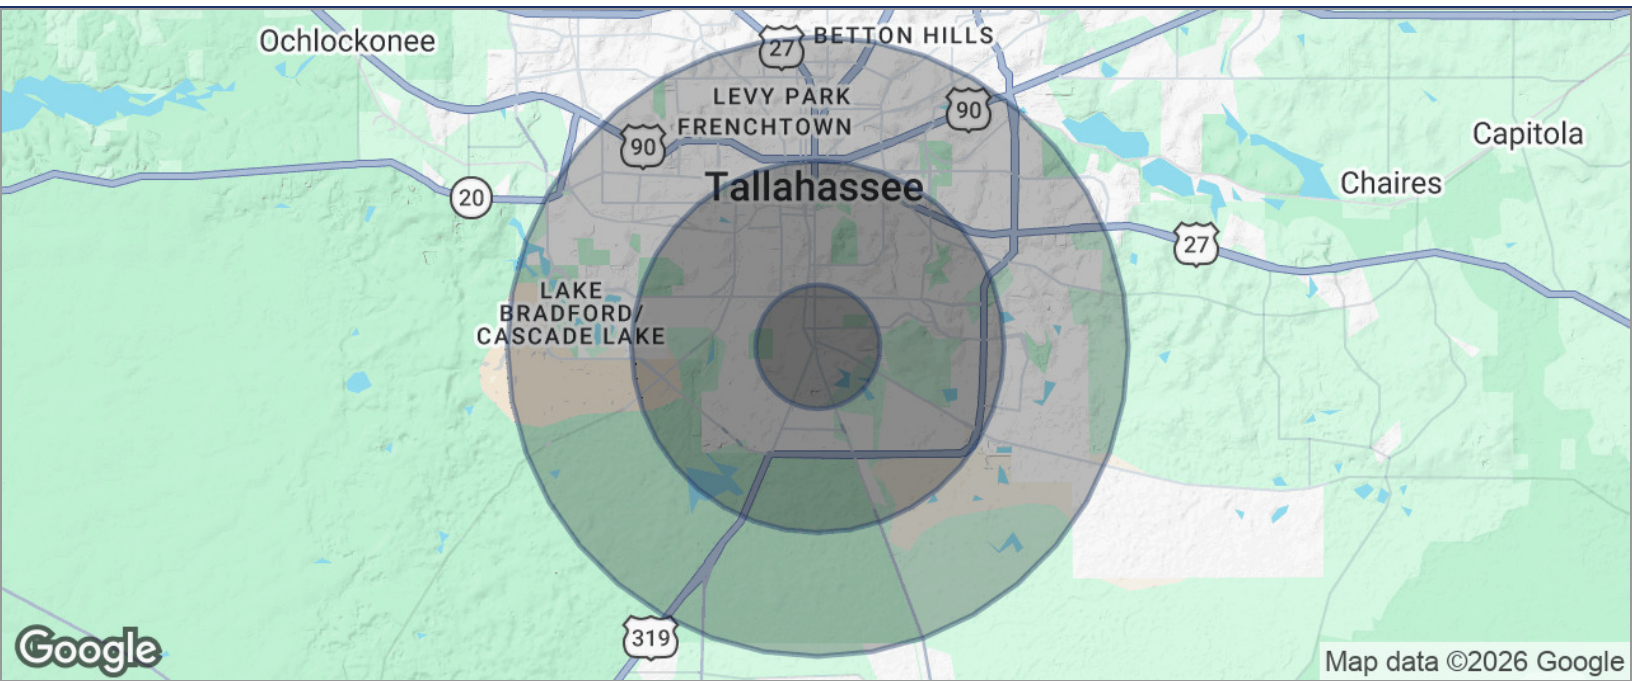 Ochlockonee
27
BETTON HILLS
LEVY PARK
90
FRENCHTOWN
90
Capitola
Tallahassee
Chaires
20
27
LAKE
BRADFORD/
CASCADE LAKE
319
Google
Map data ©2026 Google